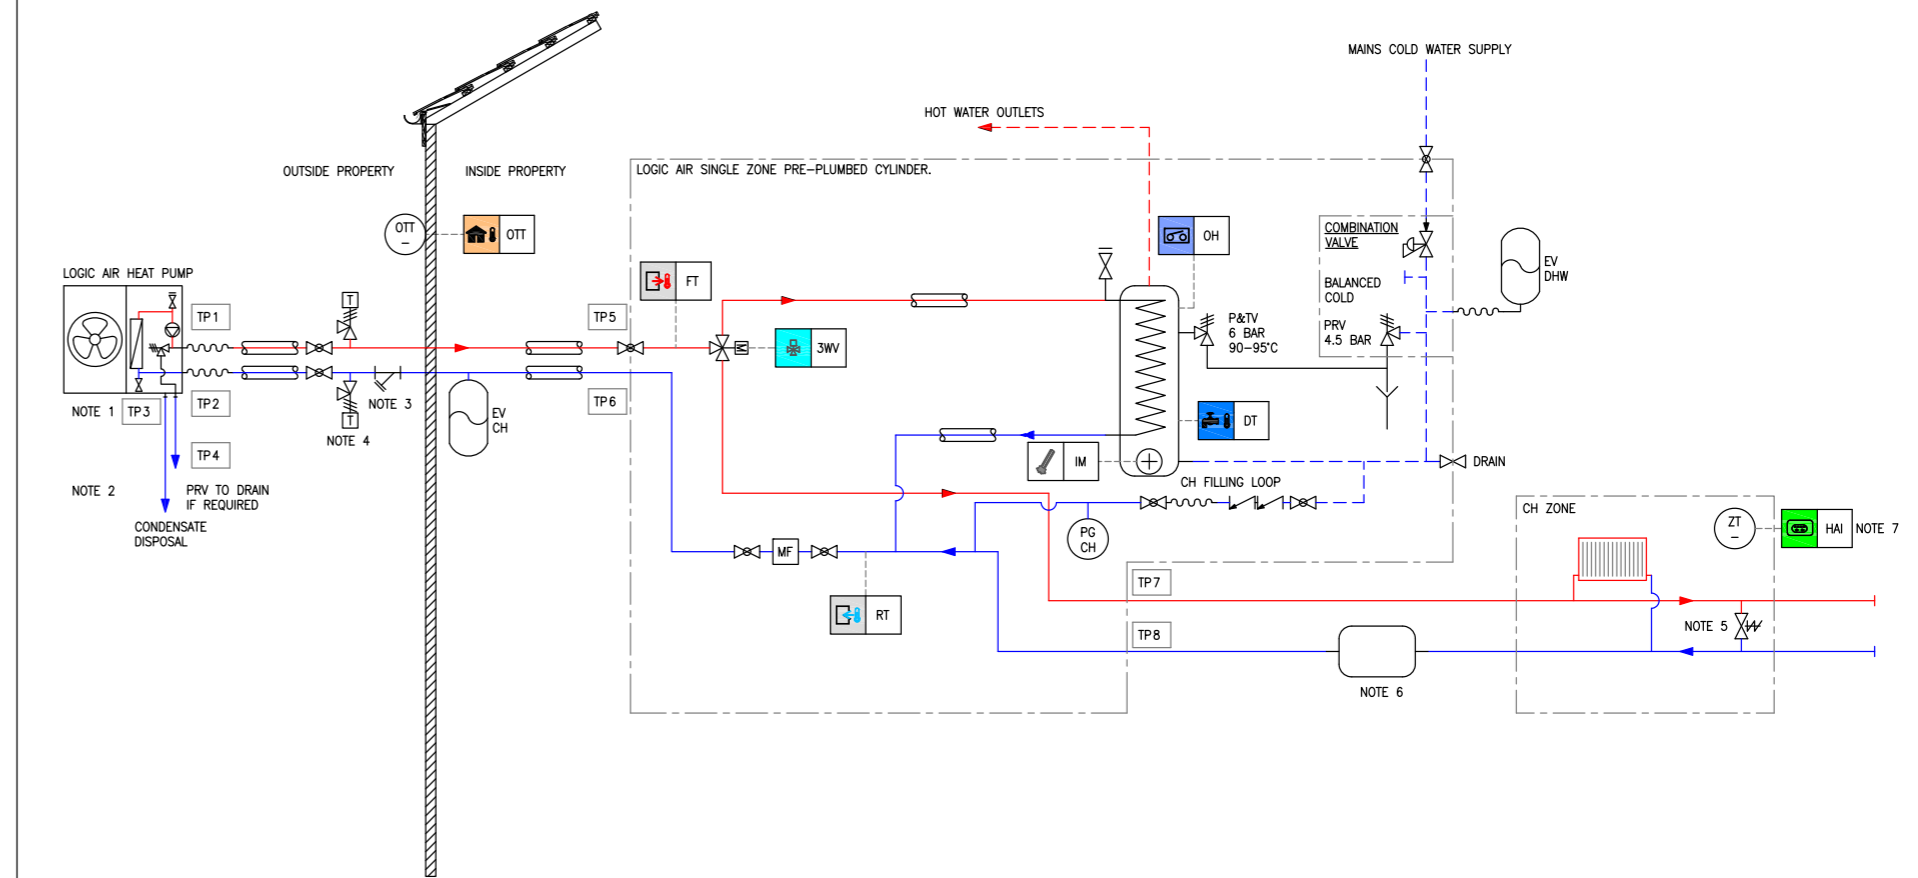 MAINS COLD WATER SUPPLY
HOT WATER OUTLETS
OUTSIDE PROPERTY
INSIDE PROPERTY
LOGIC AIR SINGLE ZONE PRE-PLUMBED CYLINDER.
OTT
–
OTT
OH
COMBINATION
VALVE
BALANCED
COLD
PRV
4.5 BAR
EV
DHW
LOGIC AIR HEAT PUMP
FT
TP1
T
TP5
3WV
P&TV
6 BAR
90-95°C
TP2
TP3
NOTE 1
NOTE 3
T
NOTE 4
EV
CH
TP6
DT
TP4
NOTE 2
PRV TO DRAIN
IF REQUIRED
CONDENSATE
DISPOSAL
IM
DRAIN
CH FILLING LOOP
PG
CH
MF
RT
TP7
TP8
CH ZONE
ZT
–
HAI
NOTE 7
NOTE 5
NOTE 6